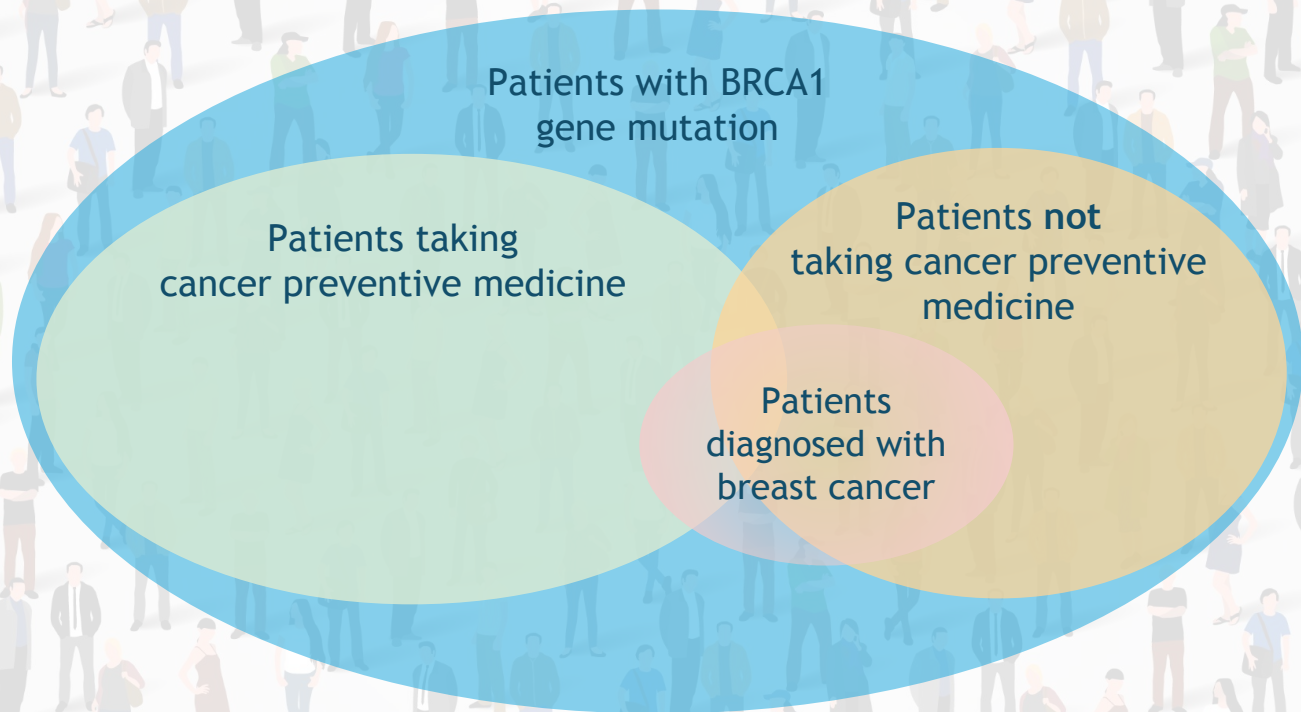 Patients with BRCA1
gene mutation
Patients taking
cancer preventive medicine
Patients not
taking cancer preventive
medicine
Patients
diagnosed with
breast cancer